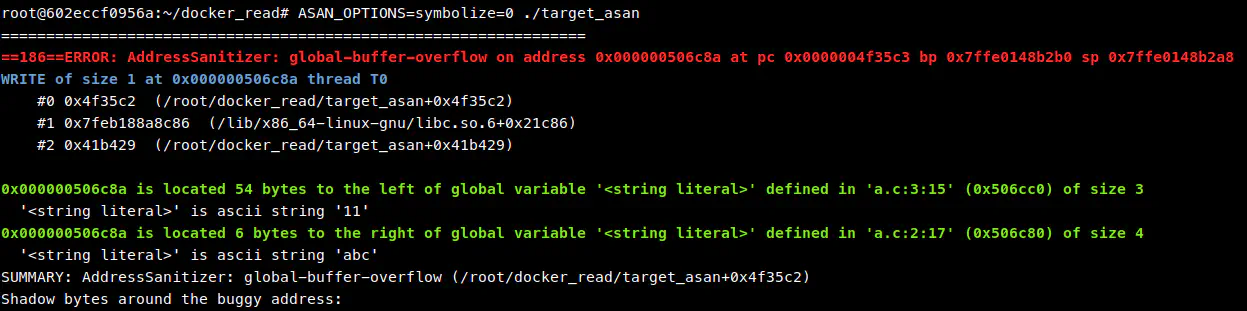 root@602eccf0956a:~/docker_read# ASAN_OPTIONS=symbolize=0 ./target_asan
=================================================================
==186==ERROR: AddressSanitizer: global-buffer-overflow on address 0x000000506c8a at pc 0x0000004f35c3 bp 0x7ffe0148b2b0 sp 0x7ffe0148b2a8
WRITE of size 1 at 0x000000506c8a thread T0
    #0 0x4f35c2  (/root/docker_read/target_asan+0x4f35c2)
    #1 0x7feb188a8c86  (/lib/x86_64-linux-gnu/libc.so.6+0x21c86)
    #2 0x41b429  (/root/docker_read/target_asan+0x41b429)

0x000000506c8a is located 54 bytes to the left of global variable '<string literal>' defined in 'a.c:3:15' (0x506cc0) of size 3
  '<string literal>' is ascii string '11'
0x000000506c8a is located 6 bytes to the right of global variable '<string literal>' defined in 'a.c:2:17' (0x506c80) of size 4
  '<string literal>' is ascii string 'abc'
SUMMARY: AddressSanitizer: global-buffer-overflow (/root/docker_read/target_asan+0x4f35c2)
Shadow bytes around the buggy address: